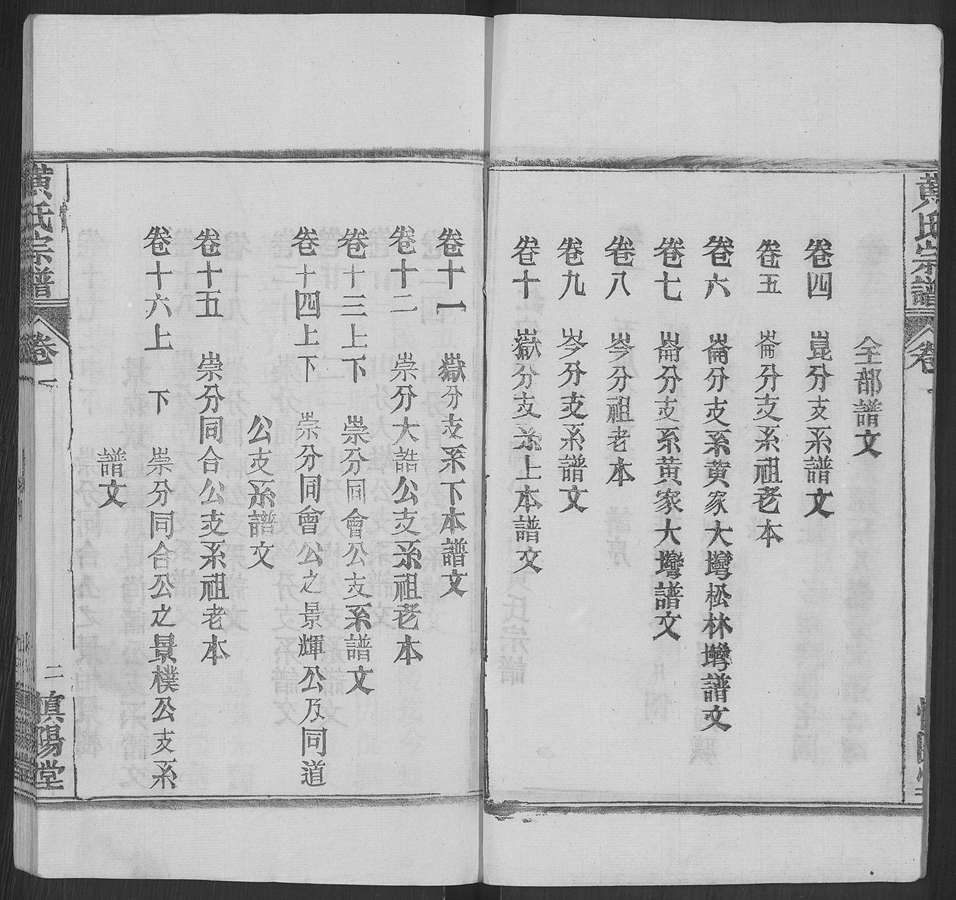 黃氏宗譜
卷
全部譜文
卷四 崑分支系譜文
卷五 崙分支系祖老本
卷六 崙分支系黄家大塆松林塆譜文
卷七 崙分支系黄家大塆譜文
卷八 岑分祖老本
卷九 岑分支系譜文
卷十 嶽分支系上本譜文
卷十一 嶽分支系下本譜文
卷十二 崇分大誥公支系祖老本
卷十三上下 崇分同會公支系譜文
卷十四上下 崇分同會公之景輝公及同道
公支系譜文
卷十五 崇分同合公支系祖老本
卷十六上 下 崇分同合公之景樸公支系
譜文
黃氏宗譜
卷
二
慎陽堂